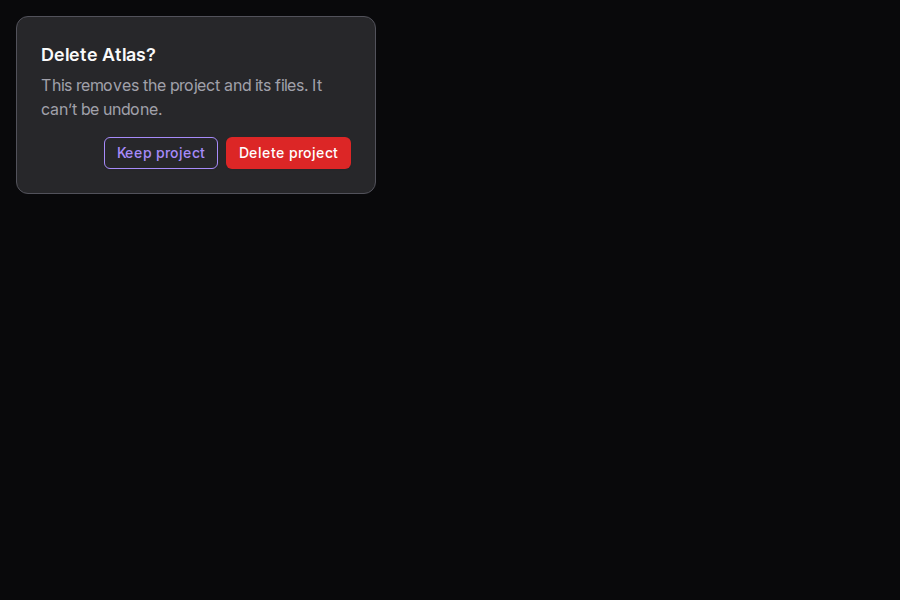 Delete Atlas?
This removes the project and its files. It
can’t be undone.
Keep project
Delete project